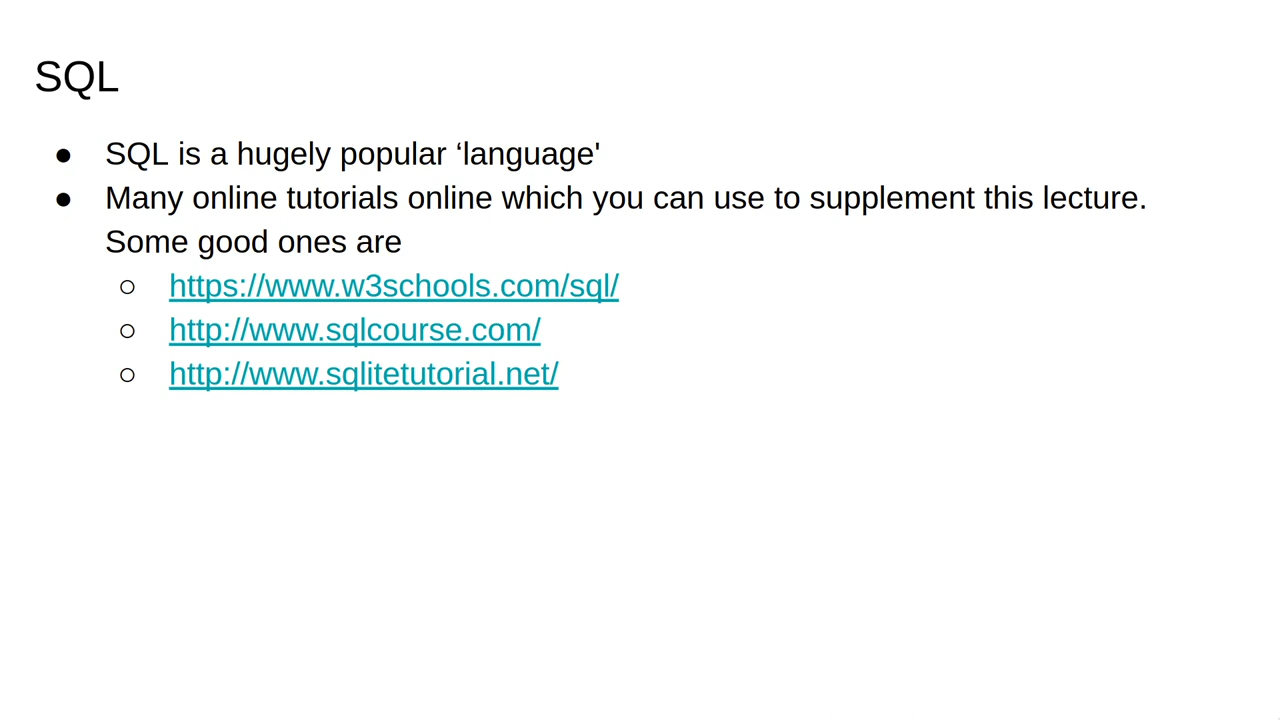 SQL
● SQL is a hugely popular ‘language'
● Many online tutorials online which you can use to supplement this lecture.
Some good ones are
○ https://www.w3schools.com/sql/
○ http://www.sqlcourse.com/
○ http://www.sqlitetutorial.net/